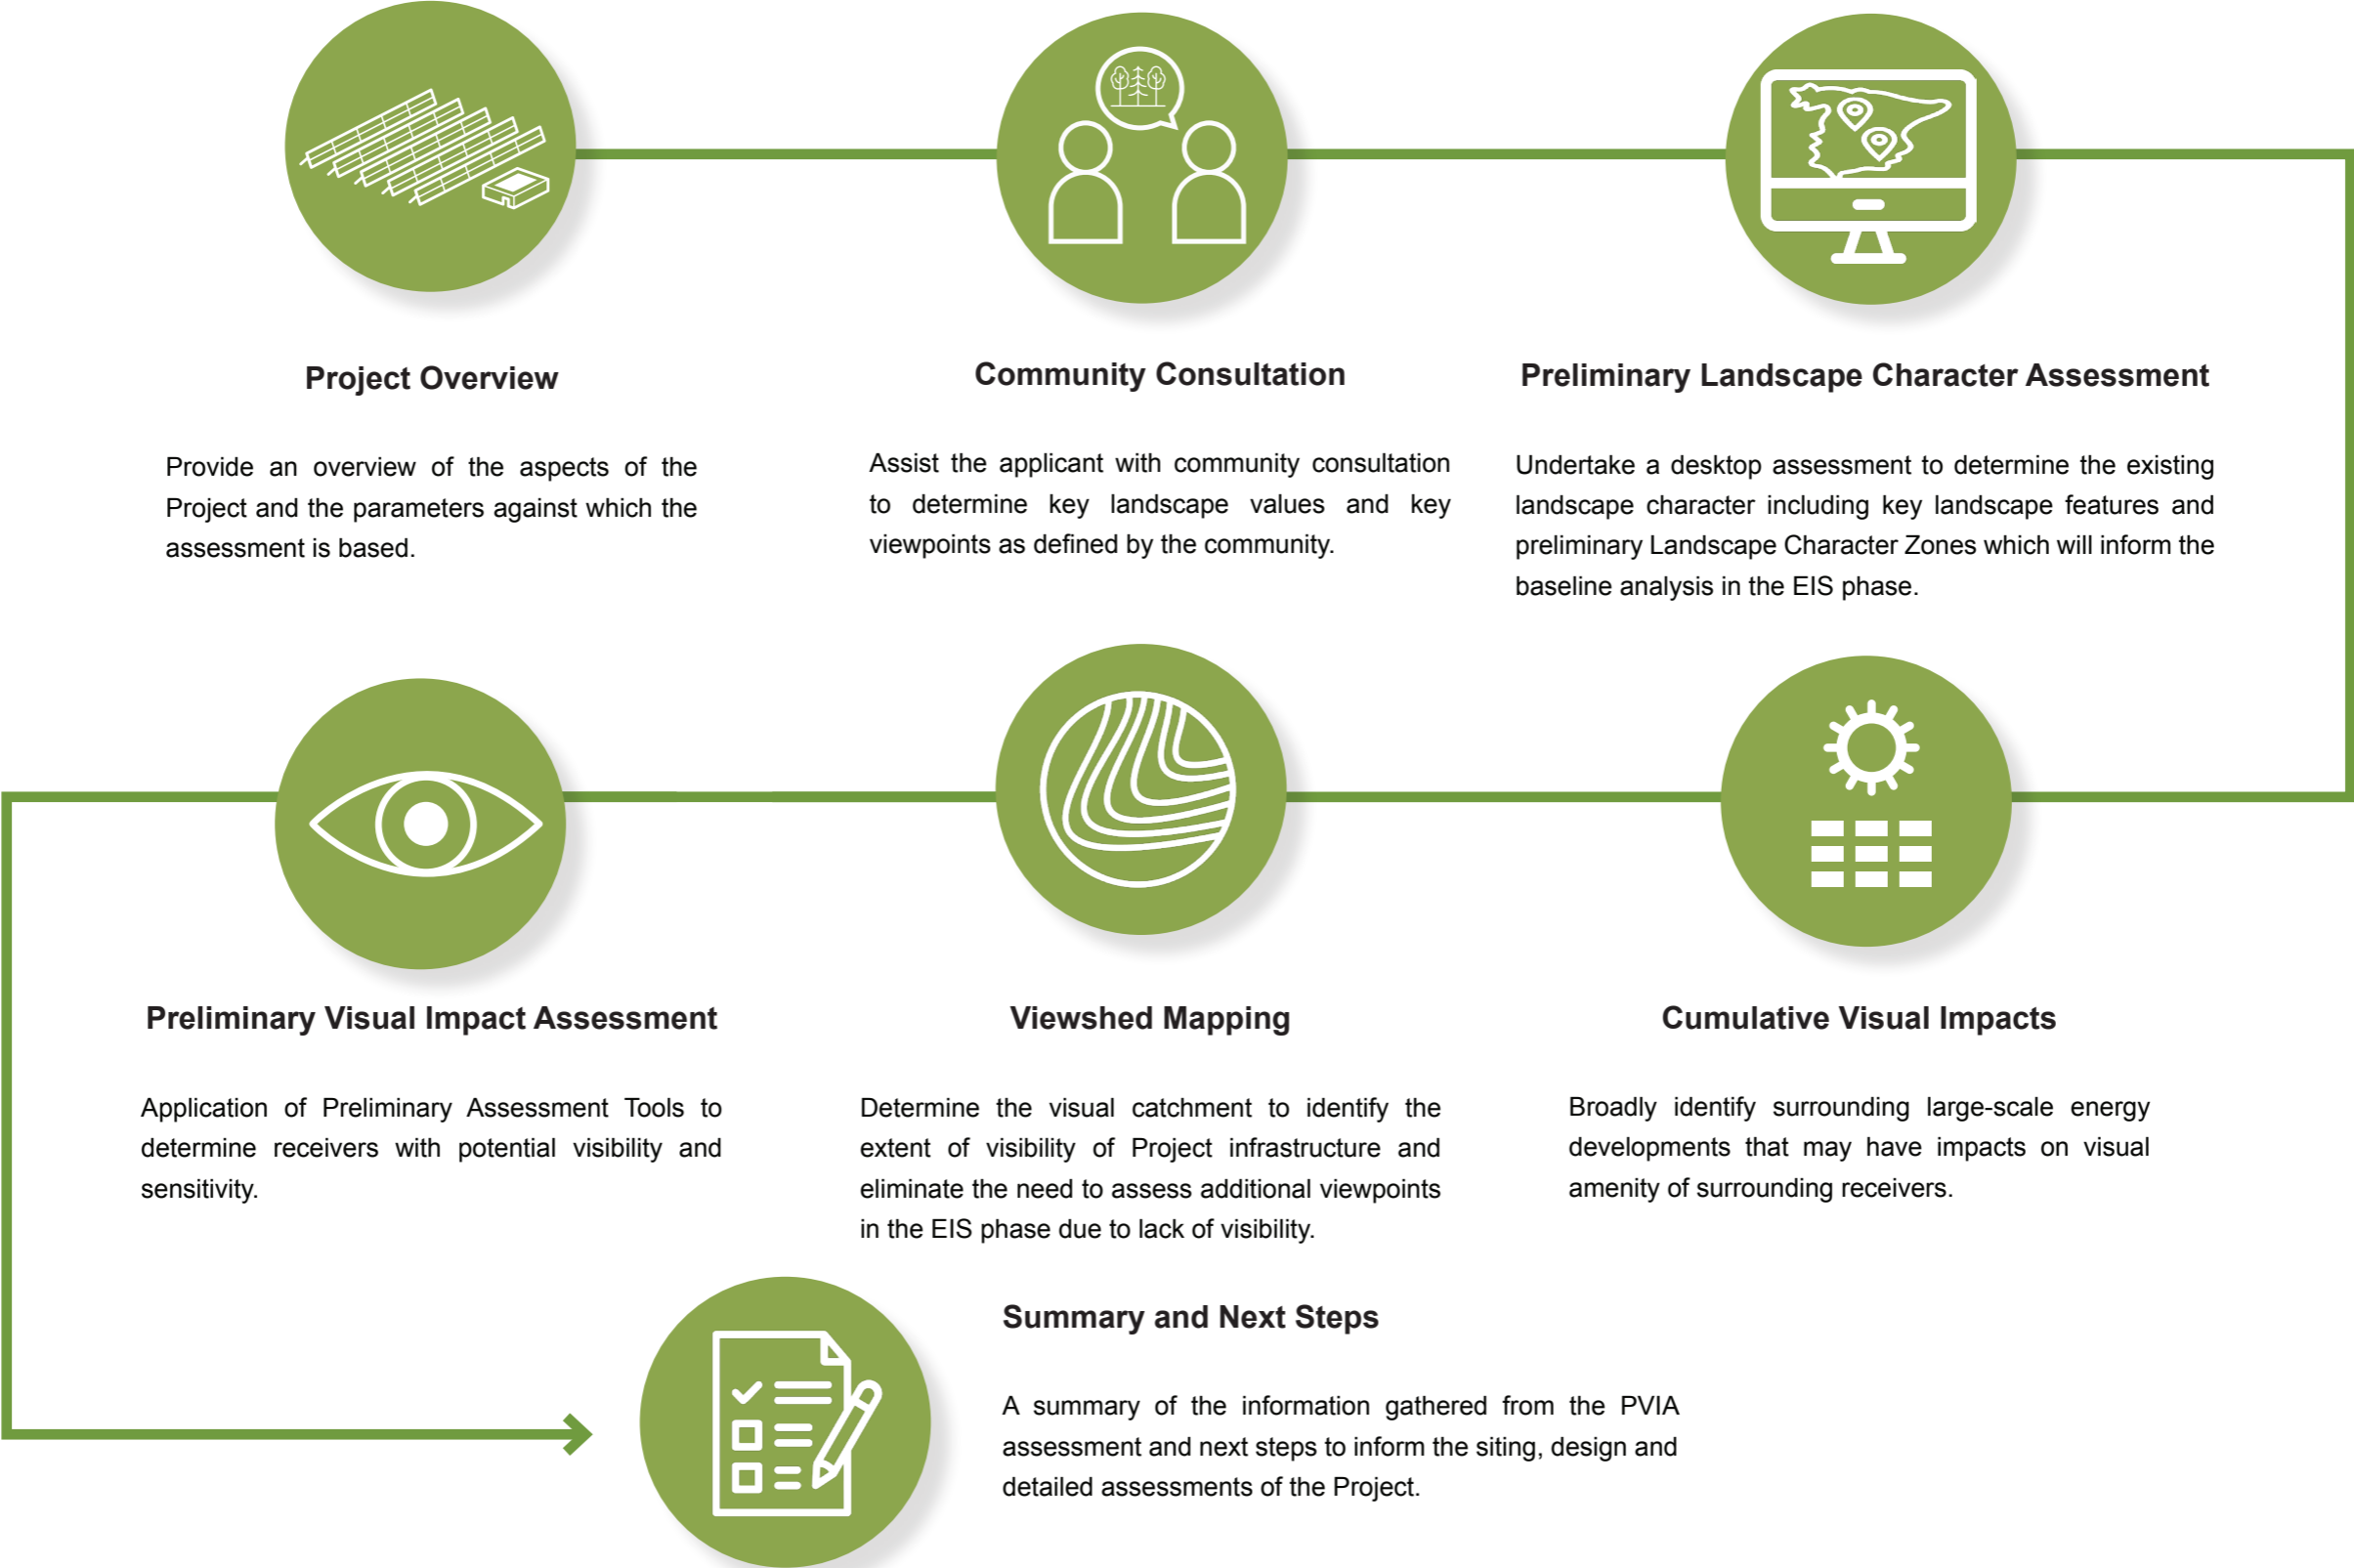 Project Overview
Provide an overview of the aspects of the
Project and the parameters against which the
assessment is based.
Community Consultation
Assist the applicant with community consultation
to determine key landscape values and key
viewpoints as defined by the community.
Preliminary Landscape Character Assessment
Undertake a desktop assessment to determine the existing
landscape character including key landscape features and
preliminary Landscape Character Zones which will inform the
baseline analysis in the EIS phase.
Preliminary Visual Impact Assessment
Application of Preliminary Assessment Tools to
determine receivers with potential visibility and
sensitivity.
Viewshed Mapping
Determine the visual catchment to identify the
extent of visibility of Project infrastructure and
eliminate the need to assess additional viewpoints
in the EIS phase due to lack of visibility.
Cumulative Visual Impacts
Broadly identify surrounding large-scale energy
developments that may have impacts on visual
amenity of surrounding receivers.
Summary and Next Steps
A summary of the information gathered from the PVIA
assessment and next steps to inform the siting, design and
detailed assessments of the Project.